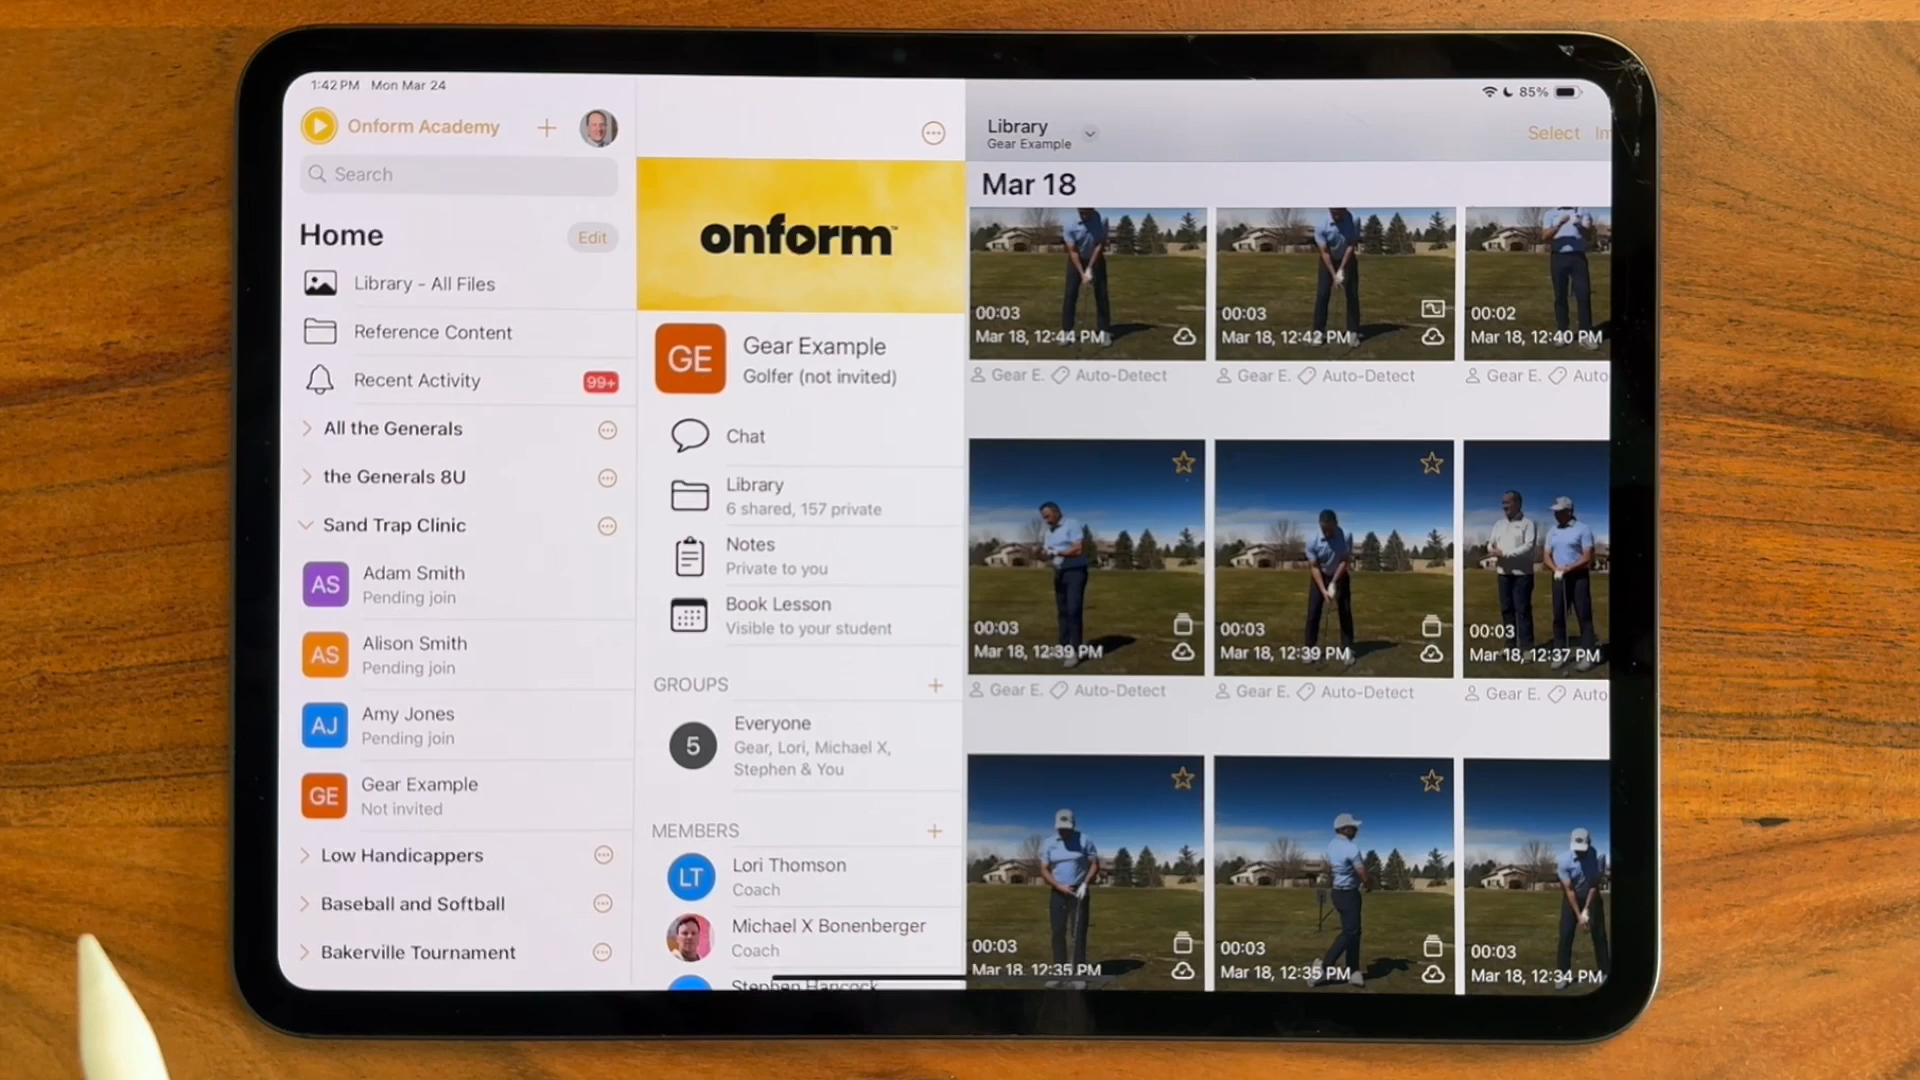 1:42 PM Mon Mar 24
Onform Academy
Search
Home
Edit
Library - All Files
Reference Content
Recent Activity
99+
All the Generals
the Generals 8U
Sand Trap Clinic
AS
Adam Smith
Pending join
AS
Alison Smith
Pending join
AJ
Amy Jones
Pending join
GE
Gear Example
Not invited
Low Handicappers
Baseball and Softball
Bakerville Tournament
onform™
GE
Gear Example
Golfer (not invited)
Chat
Library
6 shared, 157 private
Notes
Private to you
Book Lesson
Visible to your student
GROUPS
5
Everyone
Gear, Lori, Michael X,
Stephen & You
MEMBERS
LT
Lori Thomson
Coach
Michael X Bonenberger
Coach
Stephen Hancock
85%
Library
Gear Example
Select Im
Mar 18
00:03
Mar 18, 12:44 PM
Gear E. Auto-Detect
00:03
Mar 18, 12:42 PM
Gear E. Auto-Detect
00:02
Mar 18, 12:40 PM
Gear E. Auto
00:03
Mar 18, 12:39 PM
Gear E. Auto-Detect
00:03
Mar 18, 12:39 PM
Gear E. Auto-Detect
00:03
Mar 18, 12:37 PM
Gear E. Auto
00:03
Mar 18, 12:35 PM
00:03
Mar 18, 12:35 PM
00:03
Mar 18, 12:34 PM